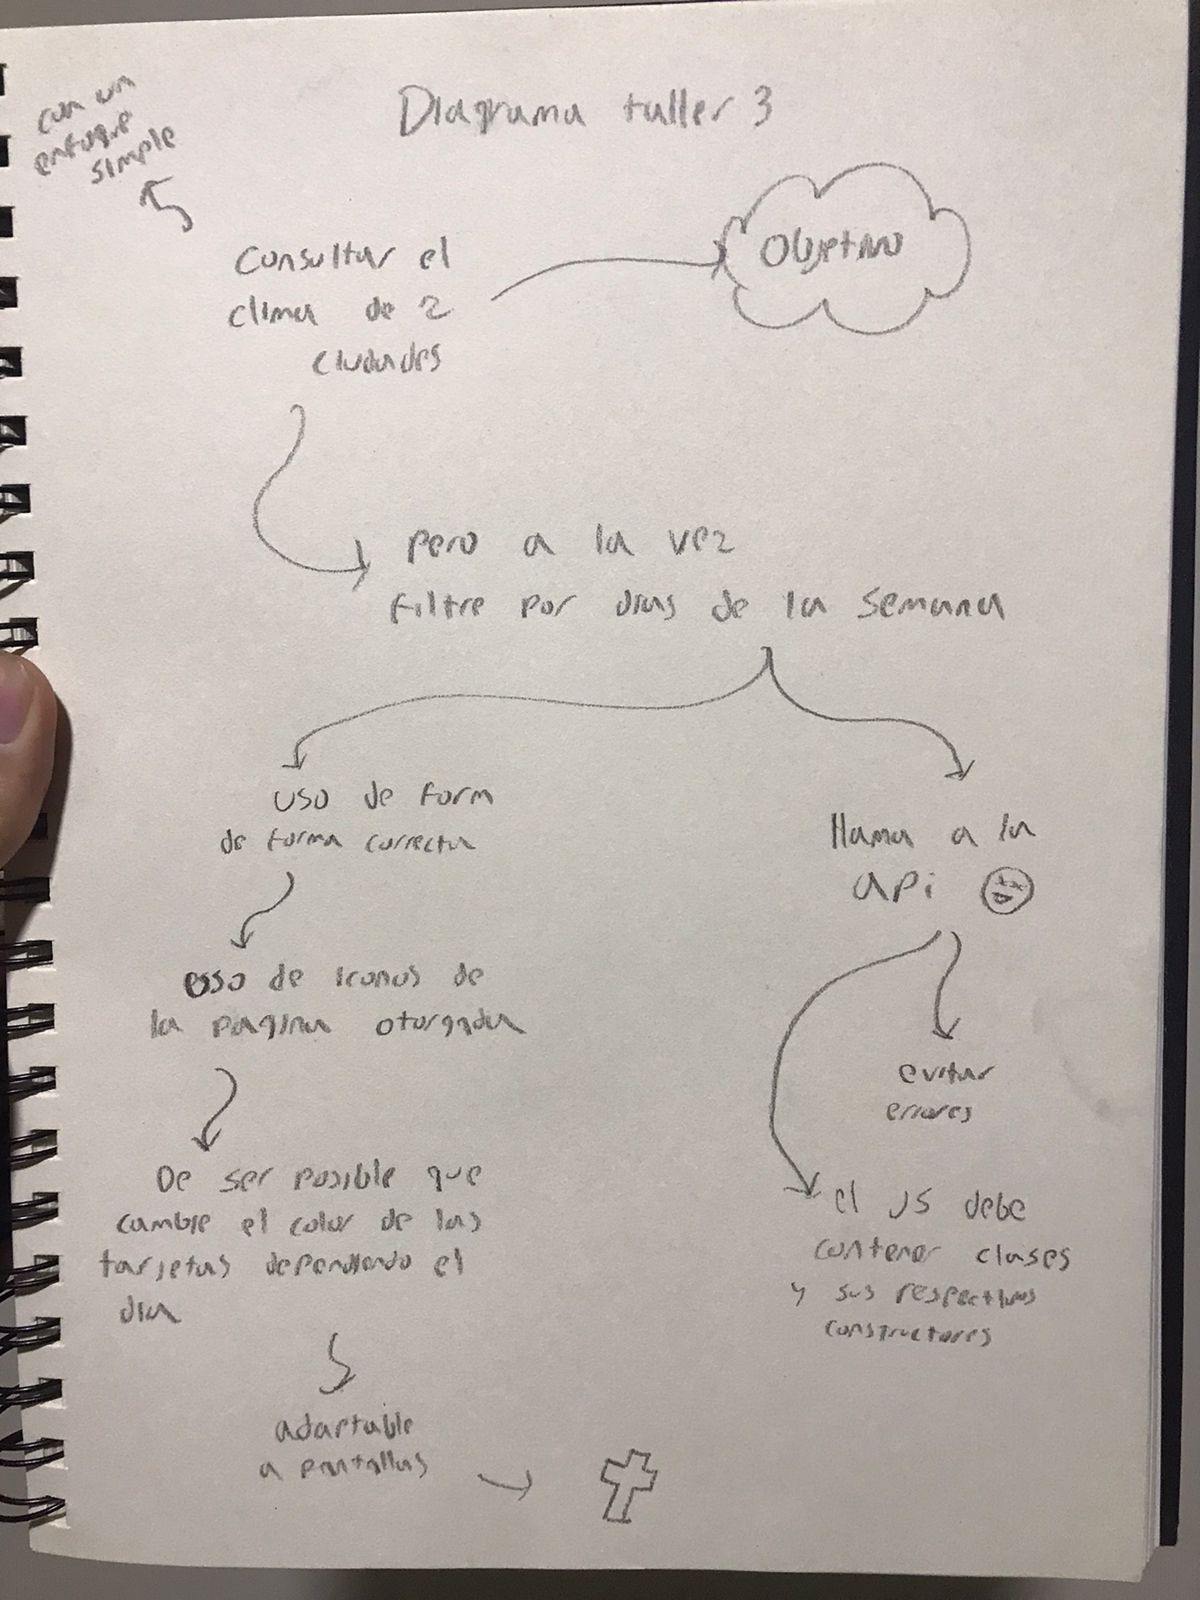 con un
enfoque
simple
Diagrama taller 3
Consultar el
clima de 2
ciudades
Objetivo
pero a la vez
filtre por dias de la semana
uso de form
de forma correcta
llama a la
api
uso de iconos de
la pagina otorgada
evitar
errores
De ser posible que
cambie el color de las
tarjetas dependiendo el
dia
el JS debe
contener clases
y sus respectivos
constructores
adaptable
a pantallas